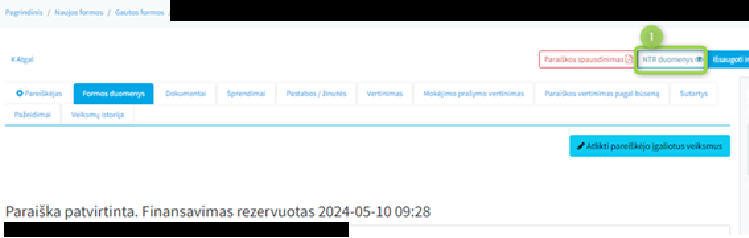 Pagrindinis / Naujos formos / Gautos formos
1
< Atgal
Paraiškos spausdinimas
NTR duomenys
Išsaugoti
Pareiškėjas Formos duomenys Dokumentai Sprendimai Pastabos / žinutės Vertinimas Mokėjimo prašymo vertinimas Paraiškos vertinimas pagal būseną Sutartys
Pažeidimai Veiksmų istorija
Atlikti pareiškėjo įgaliotus veiksmus
Paraiška patvirtinta. Finansavimas rezervuotas 2024-05-10 09:28